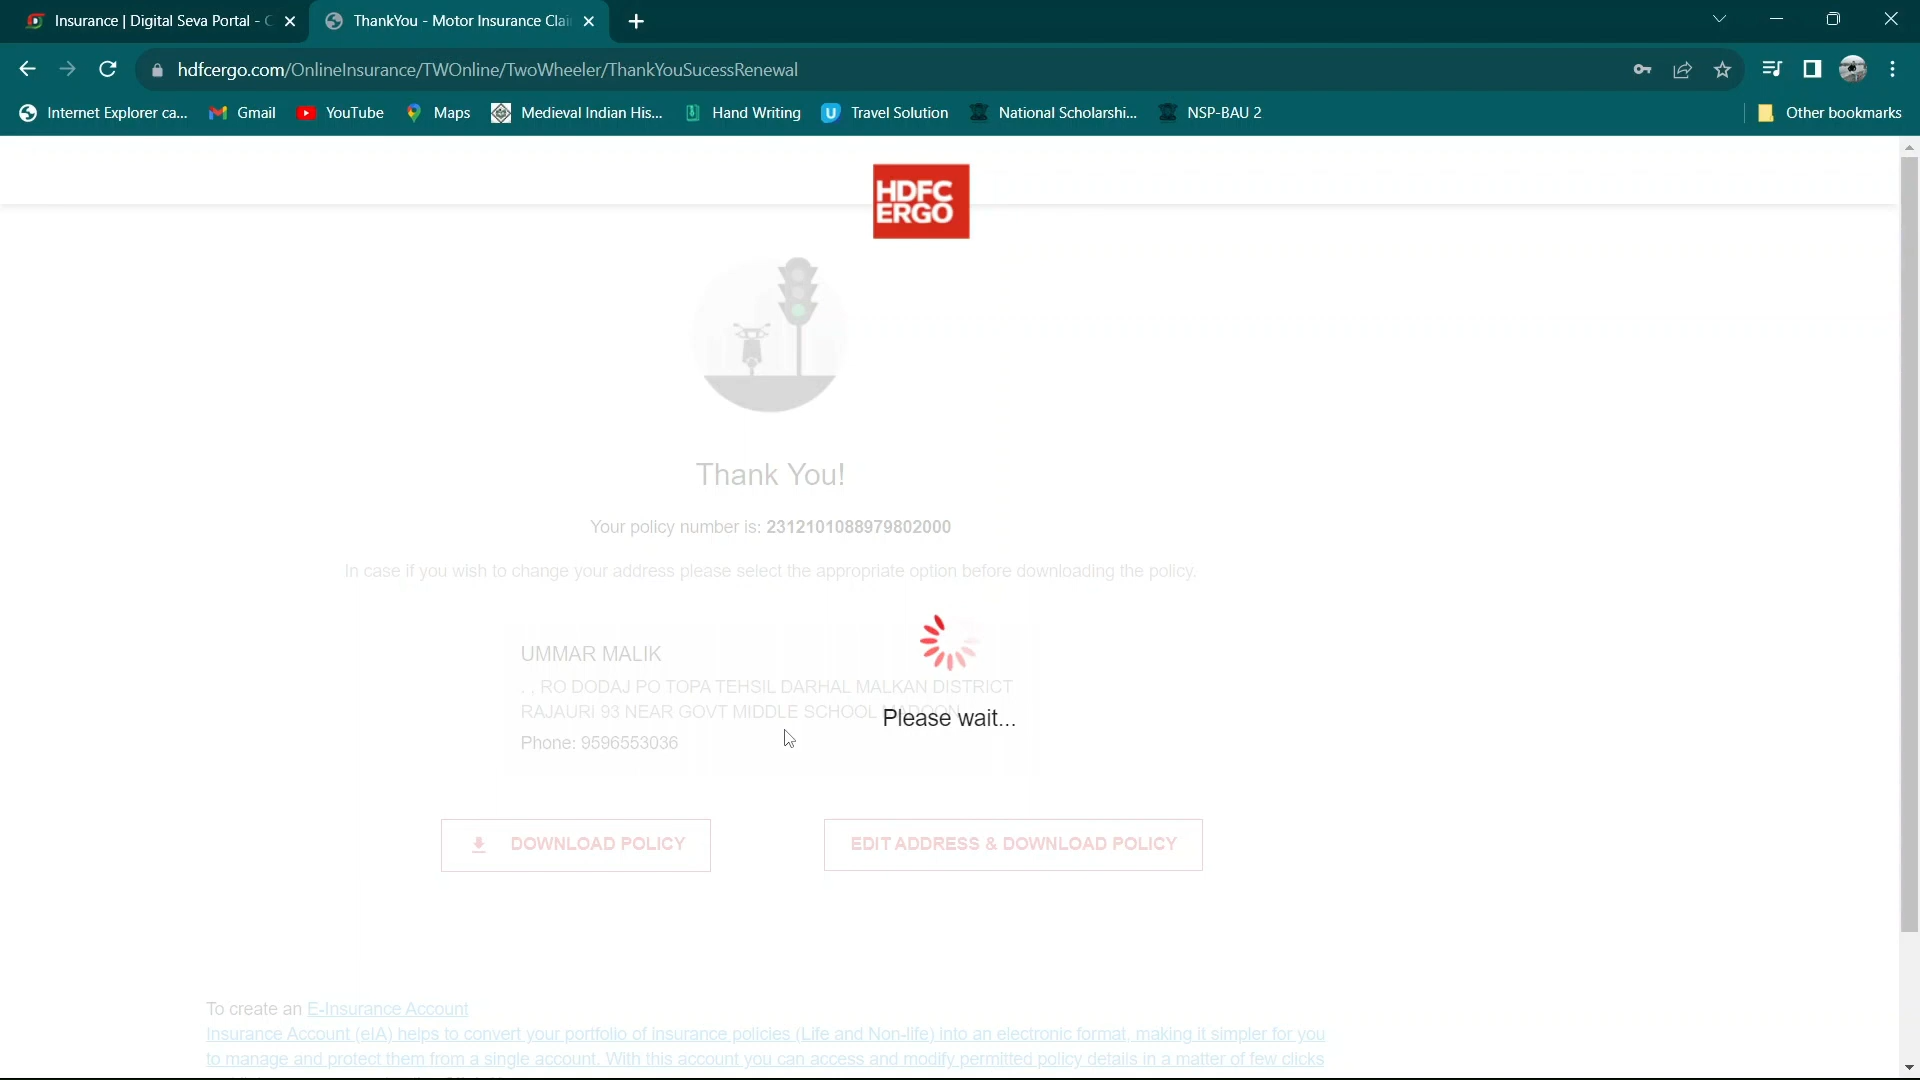 Insurance | Digital Seva Portal - C
ThankYou - Motor Insurance Clai
hdfcergo.com/OnlineInsurance/TWOnline/TwoWheeler/ThankYouSucessRenewal
Internet Explorer ca...
Gmail
YouTube
Maps
Medieval Indian His...
Hand Writing
Travel Solution
National Scholarshi...
NSP-BAU 2
Other bookmarks
HDFC
ERGO
Thank You!
Your policy number is: 2312101088979802000
In case if you wish to change your address please select the appropriate option before downloading the policy.
UMMAR MALIK
. , RO DODAJ PO TOPA TEHSIL DARHAL MALKAN DISTRICT
RAJAURI 93 NEAR GOVT MIDDLE SCHOOL
Please wait...
Phone: 9596553036
DOWNLOAD POLICY
EDIT ADDRESS & DOWNLOAD POLICY
To create an E-Insurance Account
Insurance Account (eIA) helps to convert your portfolio of insurance policies (Life and Non-life) into an electronic format, making it simpler for you
to manage and protect them from a single account. With this account you can access and modify permitted policy details in a matter of few clicks